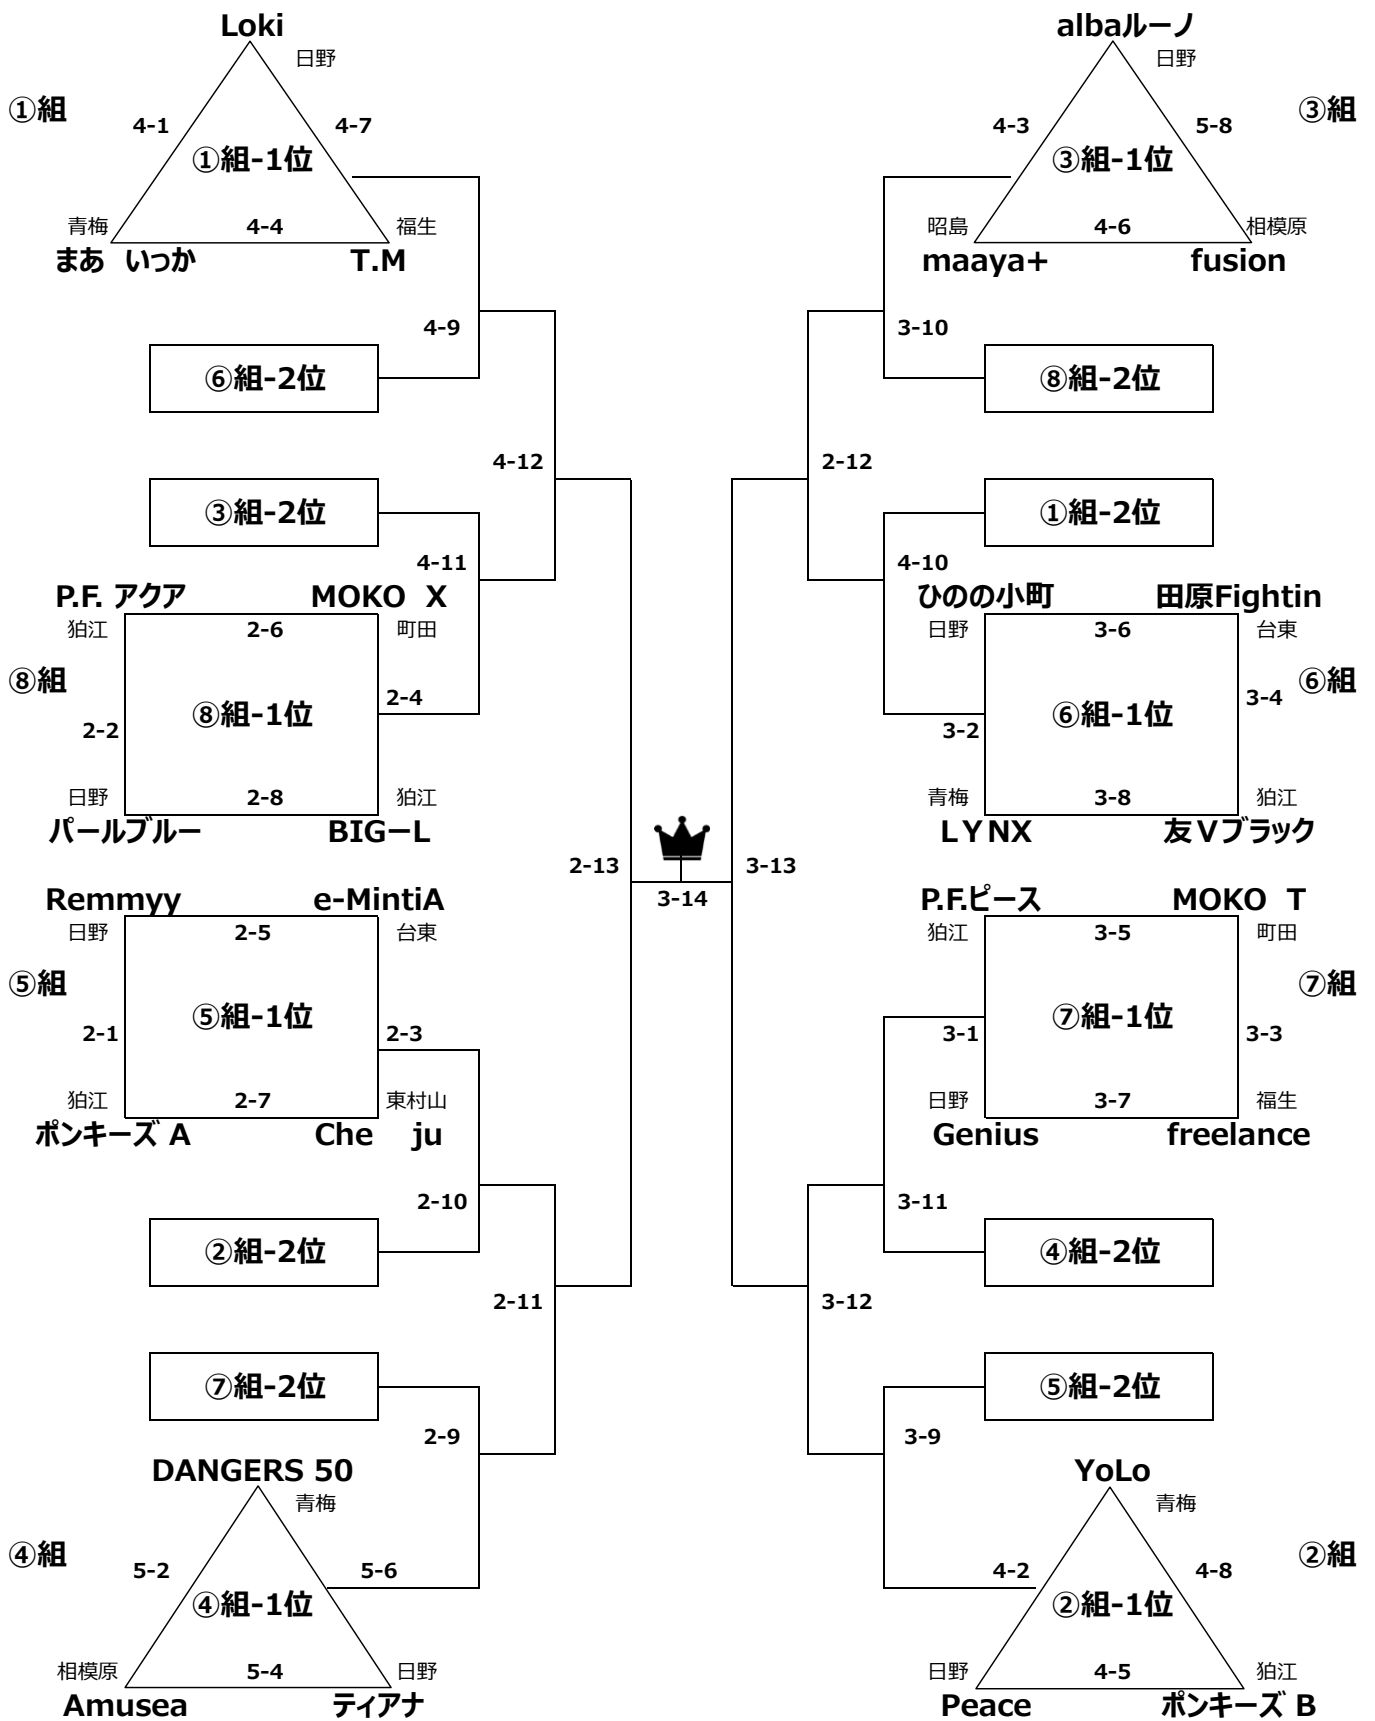 Loki
日野
①組
4-1
4-7
①組-1位
青梅
4-4
福生
まあ　いっか
T.M
4-9
⑥組-2位
4-12
③組-2位
4-11
P.F. アクア
MOKO　X
狛江
2-6
町田
⑧組
2-4
⑧組-1位
2-2
日野
2-8
狛江
パールブルー
BIGーL
2-13
Remmyy
e-MintiA
日野
2-5
台東
⑤組
⑤組-1位
2-1
2-3
狛江
2-7
東村山
ポンキーズ A
Che　ju
2-10
②組-2位
2-11
⑦組-2位
2-9
DANGERS 50
青梅
④組
5-2
5-6
④組-1位
相模原
5-4
日野
Amusea
ティアナ
3-14
albaルーノ
日野
③組
4-3
5-8
③組-1位
昭島
4-6
相模原
maaya+
fusion
3-10
⑧組-2位
2-12
①組-2位
4-10
ひのの小町
田原Fightin
日野
3-6
台東
⑥組
3-4
⑥組-1位
3-2
青梅
3-8
狛江
LYNX
友Vブラック
3-13
P.F.ピース
MOKO　T
狛江
3-5
町田
⑦組
⑦組-1位
3-1
3-3
日野
3-7
福生
Genius
freelance
3-11
④組-2位
3-12
⑤組-2位
3-9
YoLo
青梅
②組
4-2
4-8
②組-1位
日野
4-5
狛江
Peace
ポンキーズ B